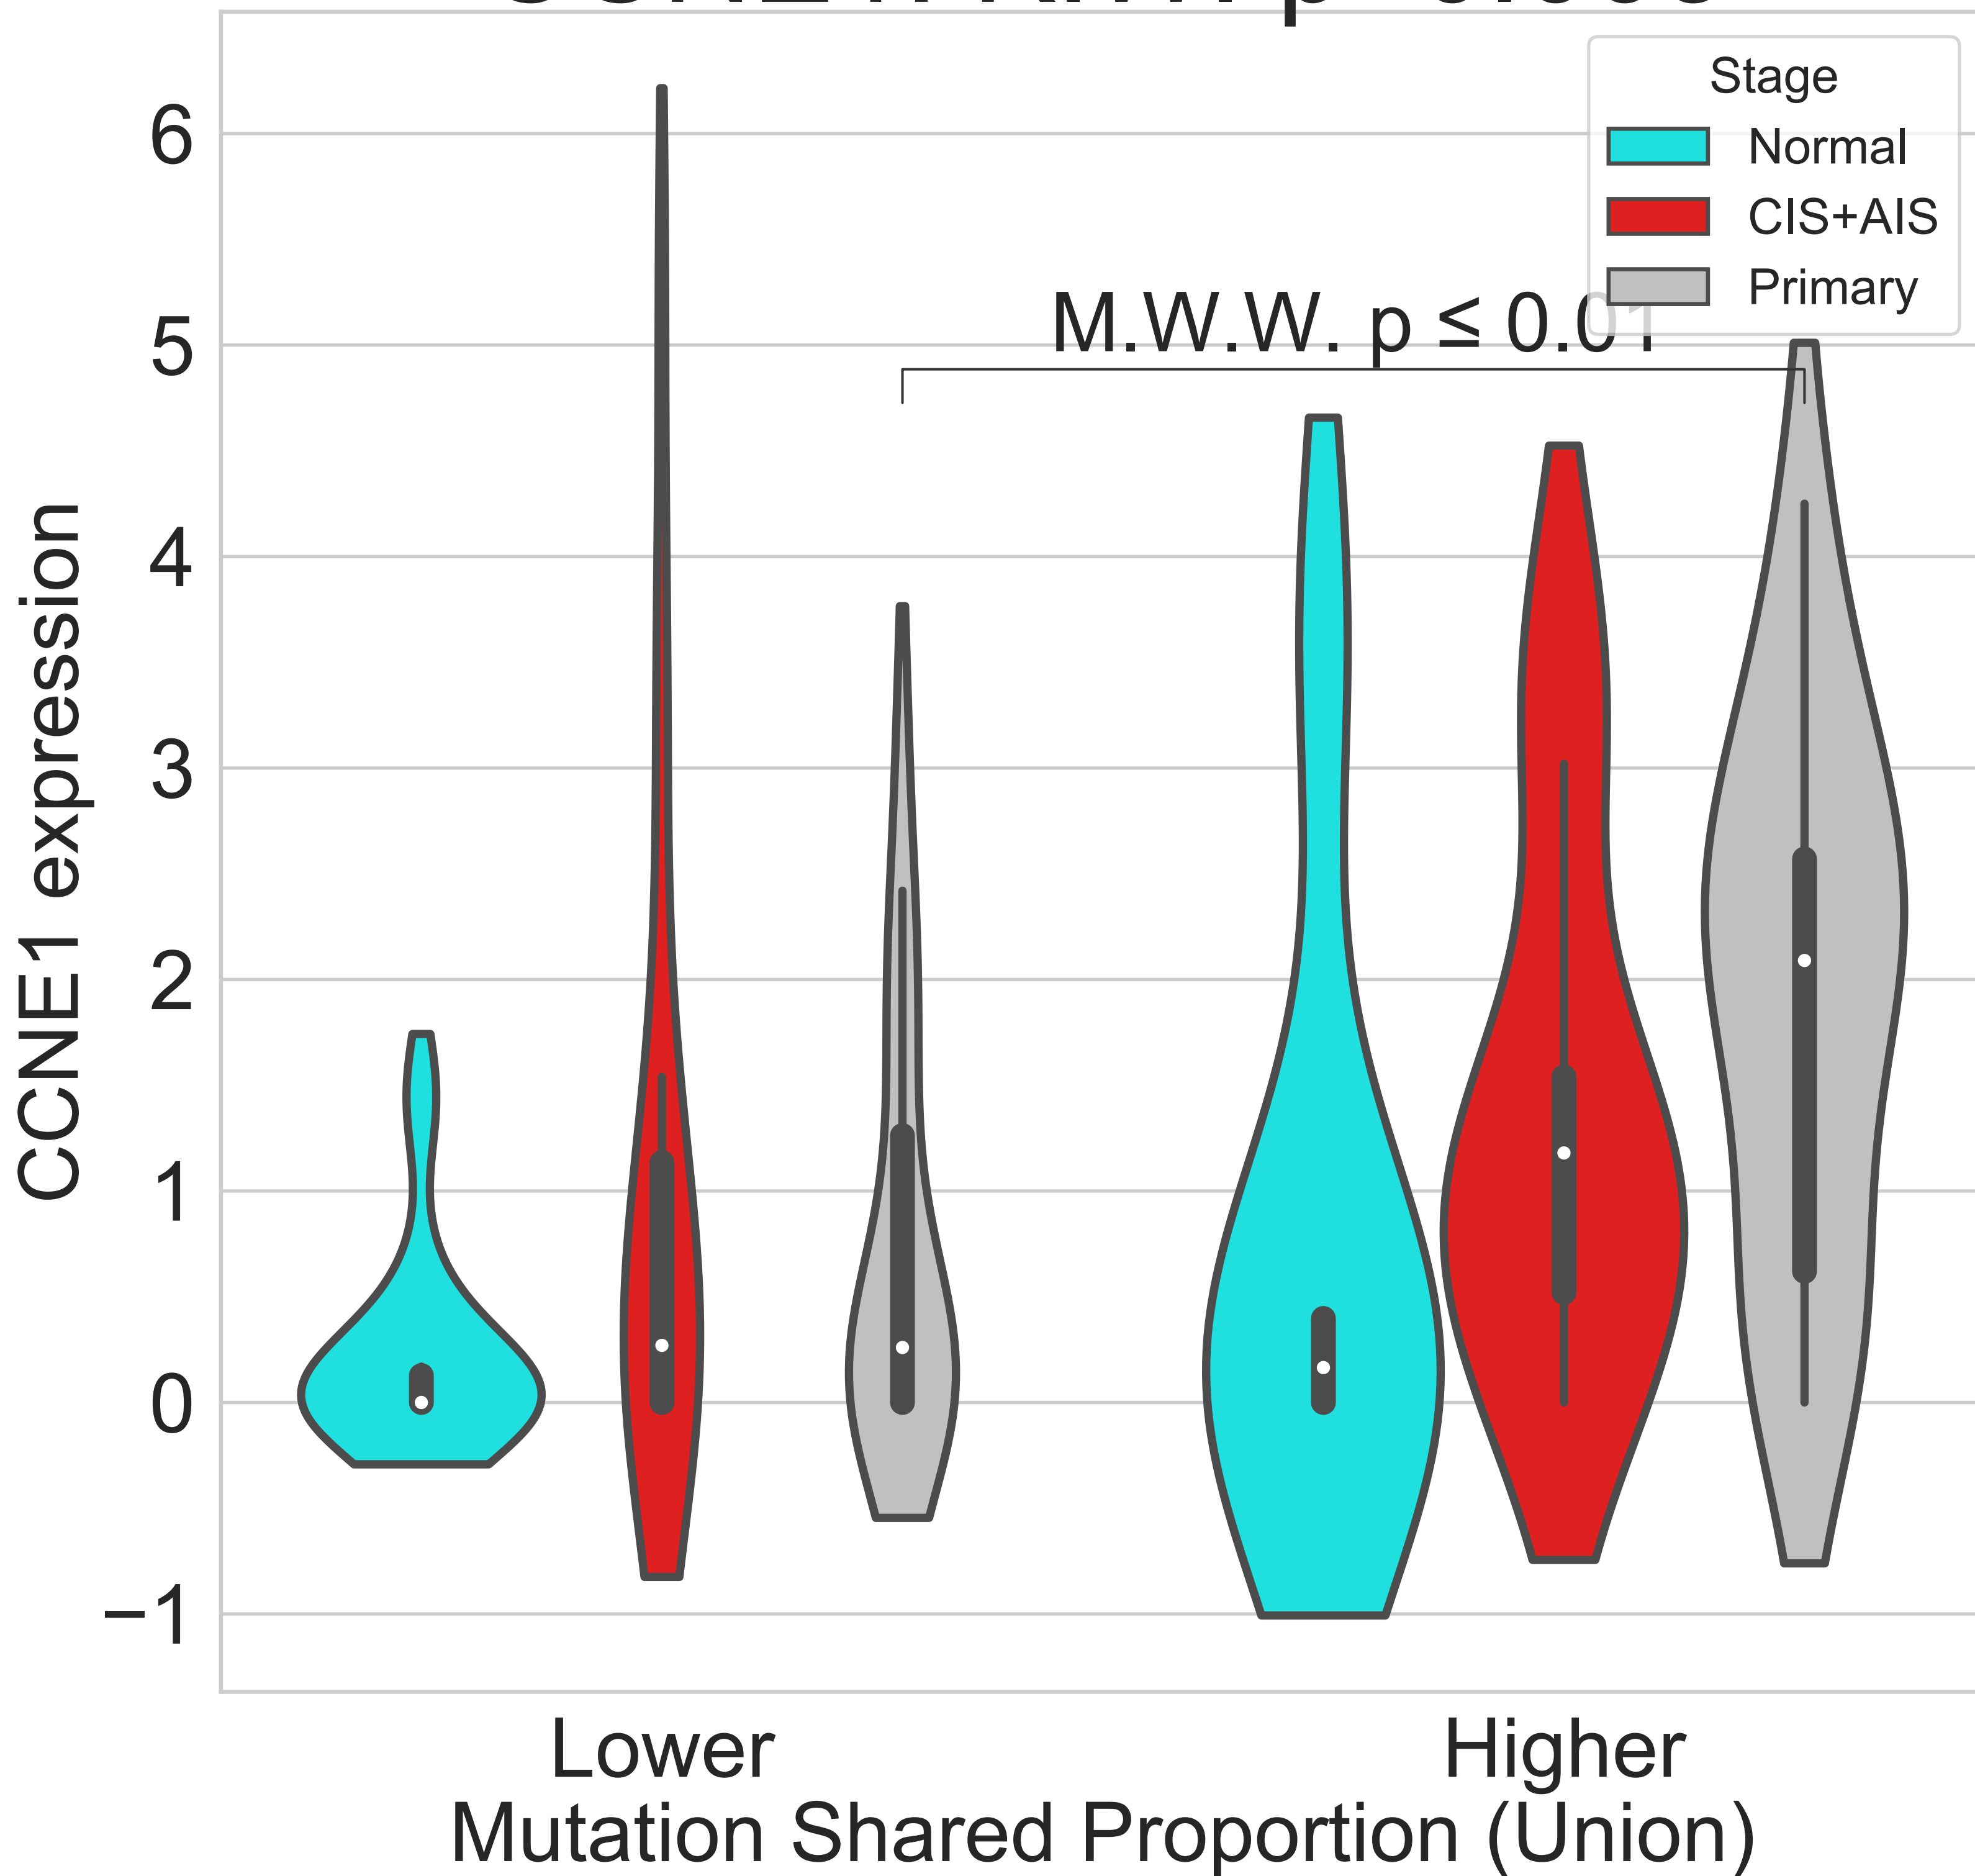 Stage
Normal
CIS+AIS
Primary
M.W.W. p ≤ 0.01
6
5
4
3
2
1
0
−1
CCNE1 expression
Lower
Higher
Mutation Shared Proportion (Union)